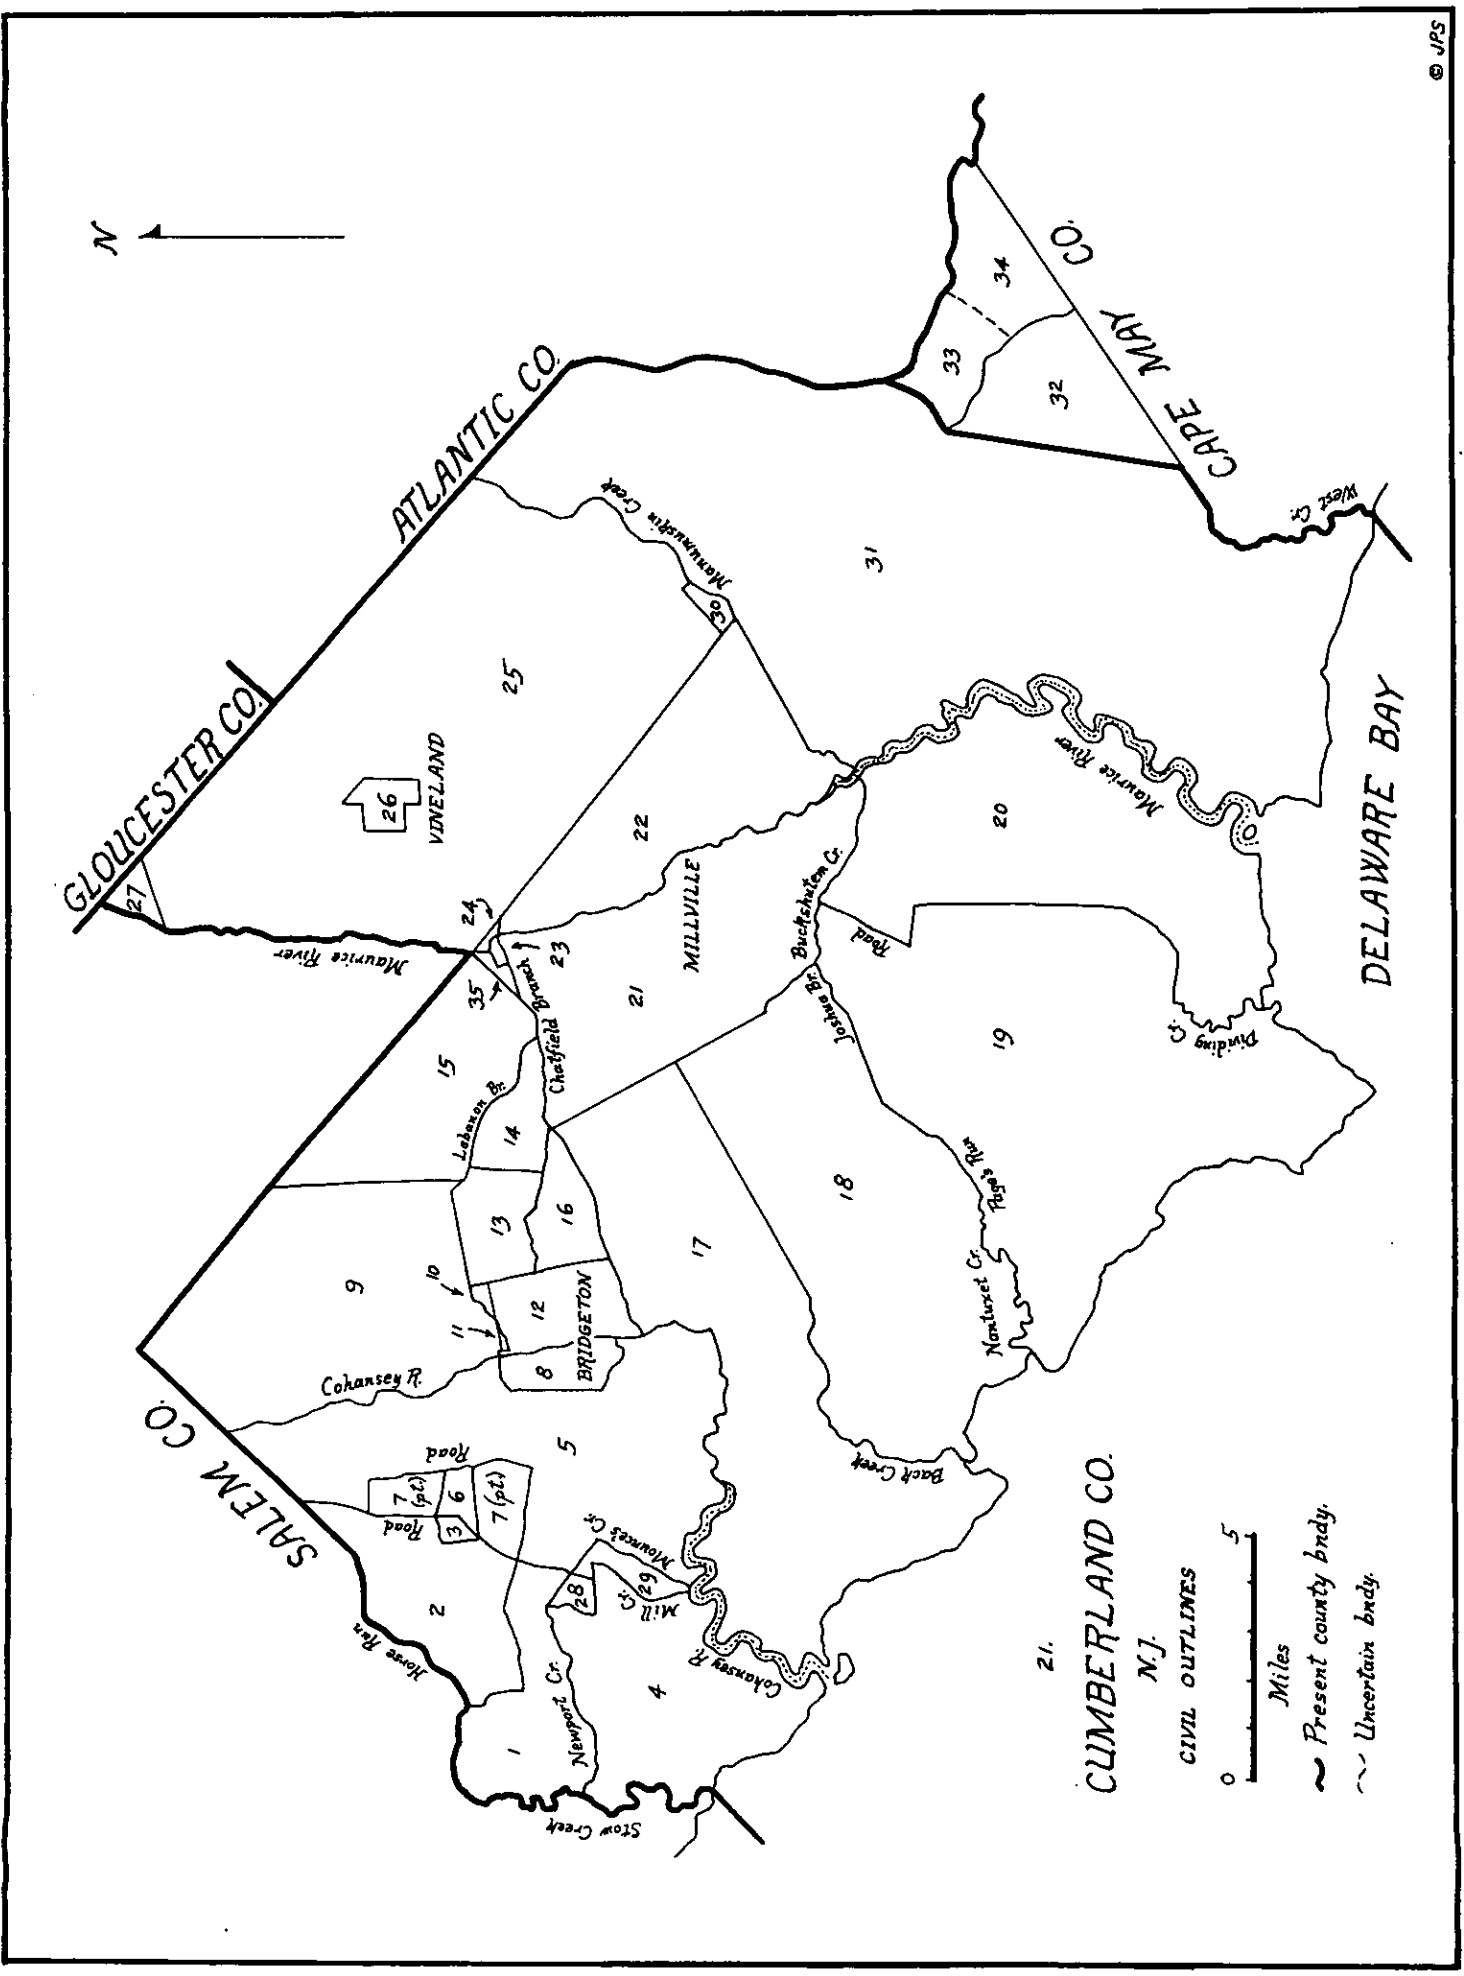 © JPS
N
GLOUCESTER CO.
ATLANTIC CO.
SALEM CO.
CAPE MAY CO.
DELAWARE BAY
Maurice River
27
26
VINELAND
25
Manumuskin Creek
30
31
33
34
32
West Cr.
24
23
35
22
MILLVILLE
21
Chatfield Branch
15
Lebanon Br.
14
13
16
10
11
12
BRIDGETON
8
9
Cohansey R.
Road
7 (pt.)
6
3
Road
7 (pt.)
5
2
Horse Run
1
Stow Creek
Newport Cr.
4
28
29
Mill Cr.
Mounce's Cr.
Cohansey R.
17
Back Creek
18
Nantuxet Cr.
Page's Run
Joshua Br.
Buckshutem Cr.
Road
19
20
Dividing Cr.
Maurice River
21.
CUMBERLAND CO.
N.J.
CIVIL OUTLINES
0 5
Miles
Present county bndy.
Uncertain bndy.